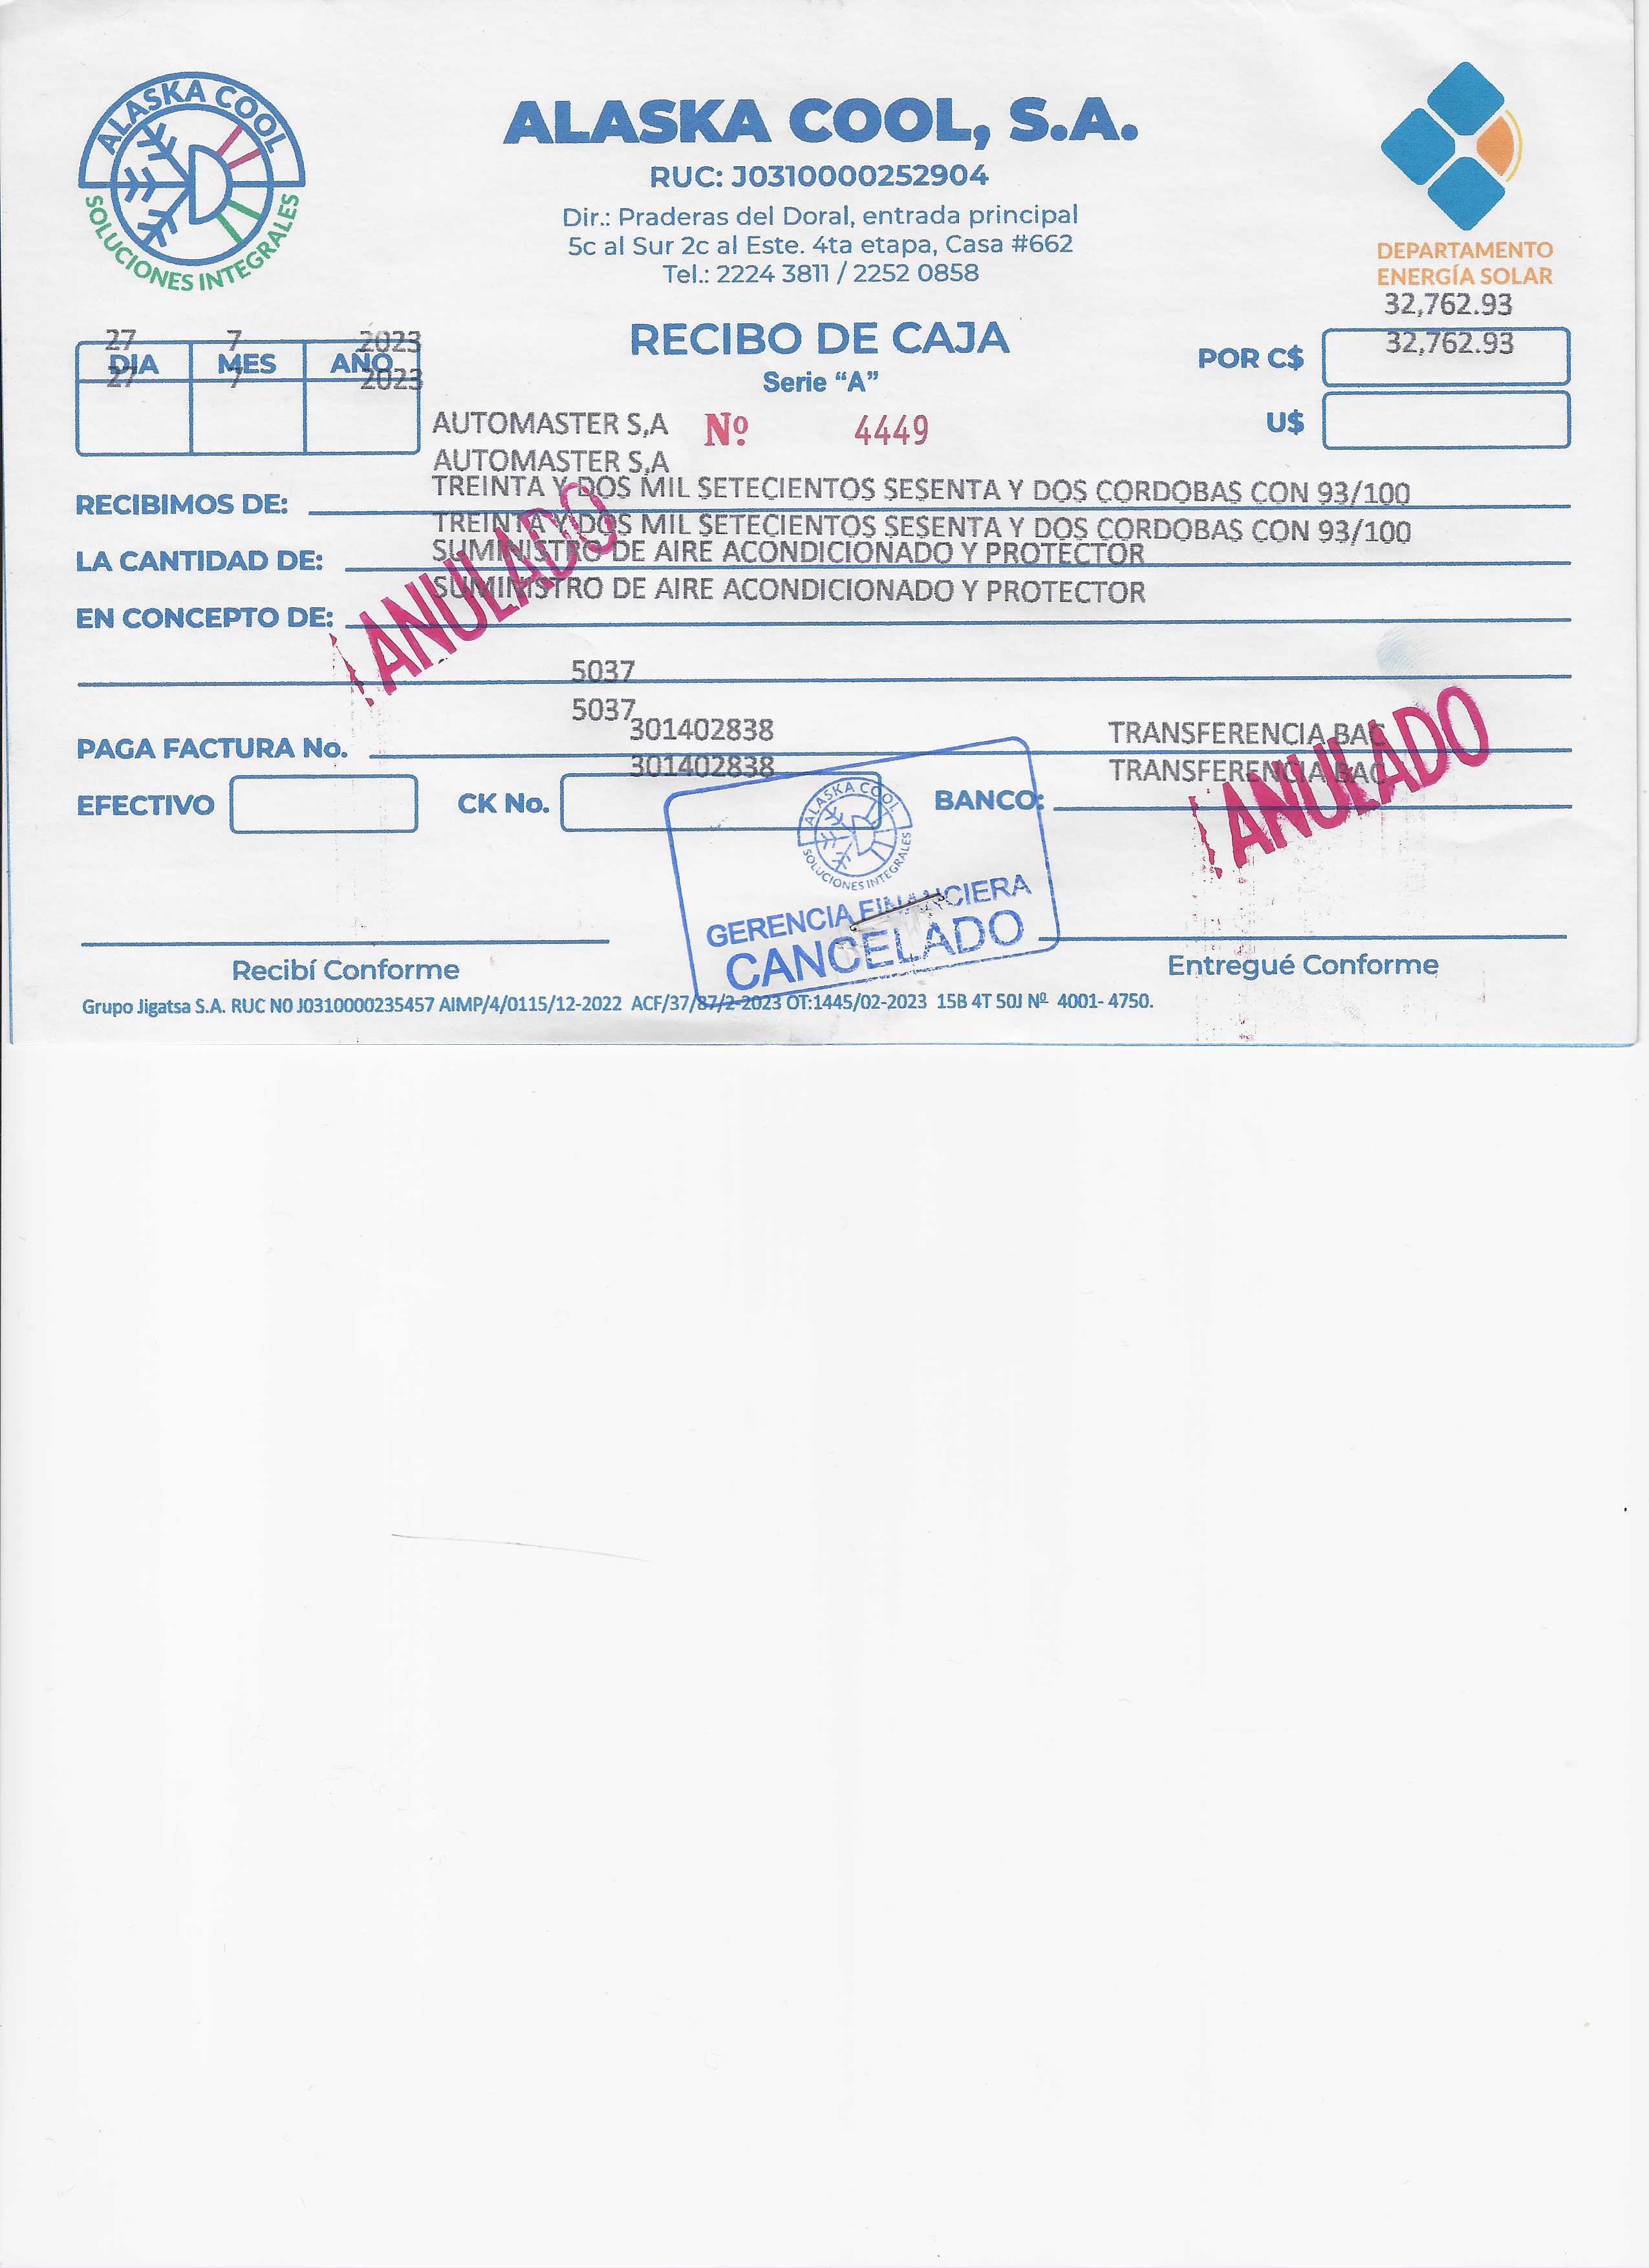 ALASKA COOL
SOLUCIONES INTEGRALES
ALASKA COOL, S.A.
RUC: J0310000252904
Dir.: Praderas del Doral, entrada principal
5c al Sur 2c al Este. 4ta etapa, Casa #662
Tel.: 2224 3811 / 2252 0858
DEPARTAMENTO
ENERGÍA SOLAR
32,762.93
27 7 2023
RECIBO DE CAJA
POR C$ 32,762.93
DIA MES AÑO
27 7 2023
Serie “A”
AUTOMASTER S,A Nº 4449 U$
AUTOMASTER S,A
TREINTA Y DOS MIL SETECIENTOS SESENTA Y DOS CORDOBAS CON 93/100
RECIBIMOS DE:
TREINTA Y DOS MIL SETECIENTOS SESENTA Y DOS CORDOBAS CON 93/100
SUMINISTRO DE AIRE ACONDICIONADO Y PROTECTOR
LA CANTIDAD DE:
SUMINISTRO DE AIRE ACONDICIONADO Y PROTECTOR
EN CONCEPTO DE:
ANULADO
5037
5037
301402838 TRANSFERENCIA BAC
PAGA FACTURA No.
301402838 TRANSFERENCIA BAC
ANULADO
EFECTIVO CK No. BANCO:
ALASKA COOL
SOLUCIONES INTEGRALES
GERENCIA FINANCIERA
CANCELADO
Recibí Conforme Entregué Conforme
Grupo Jigatsa S.A. RUC N0 J0310000235457 AIMP/4/0115/12-2022 ACF/37/87/2-2023 OT:1445/02-2023 15B 4T 50J Nº 4001- 4750.